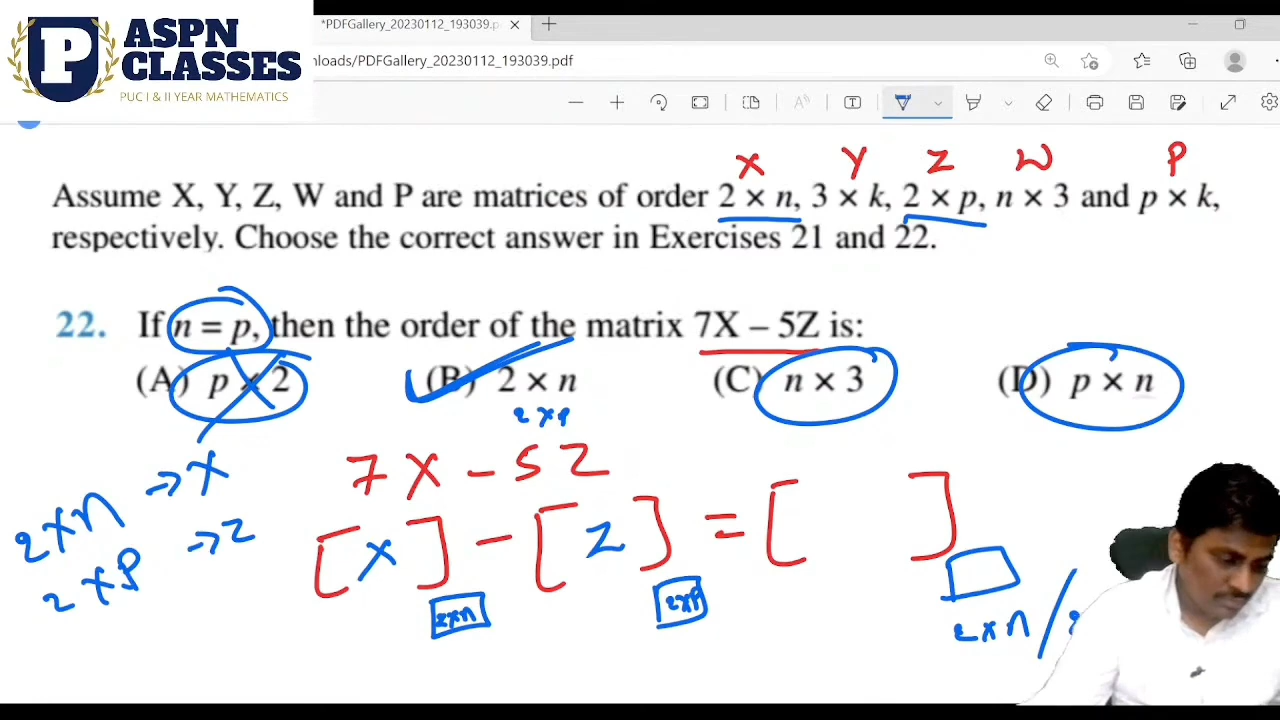 *PDFGallery_20230112_193039.p
P
ASPN
CLASSES
PUC I & II YEAR MATHEMATICS
nloads/PDFGallery_20230112_193039.pdf
X Y Z W P
Assume X, Y, Z, W and P are matrices of order 2 × n, 3 × k, 2 × p, n × 3 and p × k,
respectively. Choose the correct answer in Exercises 21 and 22.
22. If n = p, then the order of the matrix 7X – 5Z is:
(A) p × 2 (B) 2 × n (C) n × 3 (D) p × n
2×P
7X - 5Z
2×n → X
2×P → Z
[ X ] - [ Z ] = [ ]
2×n 2×P
2×n /